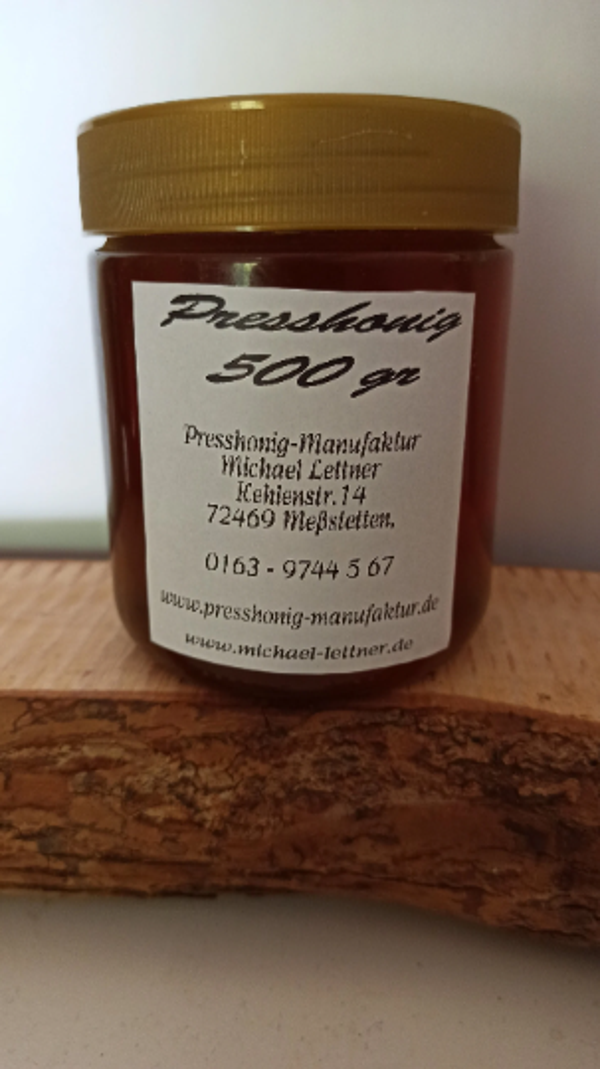 Presshonig
500 gr
Presshonig-Manufaktur
Michael Lettner
Kehlenstr.14
72469 Meßstetten,
0163 - 9744 5 67
www.presshonig-manufaktur.de
www.michael-lettner.de